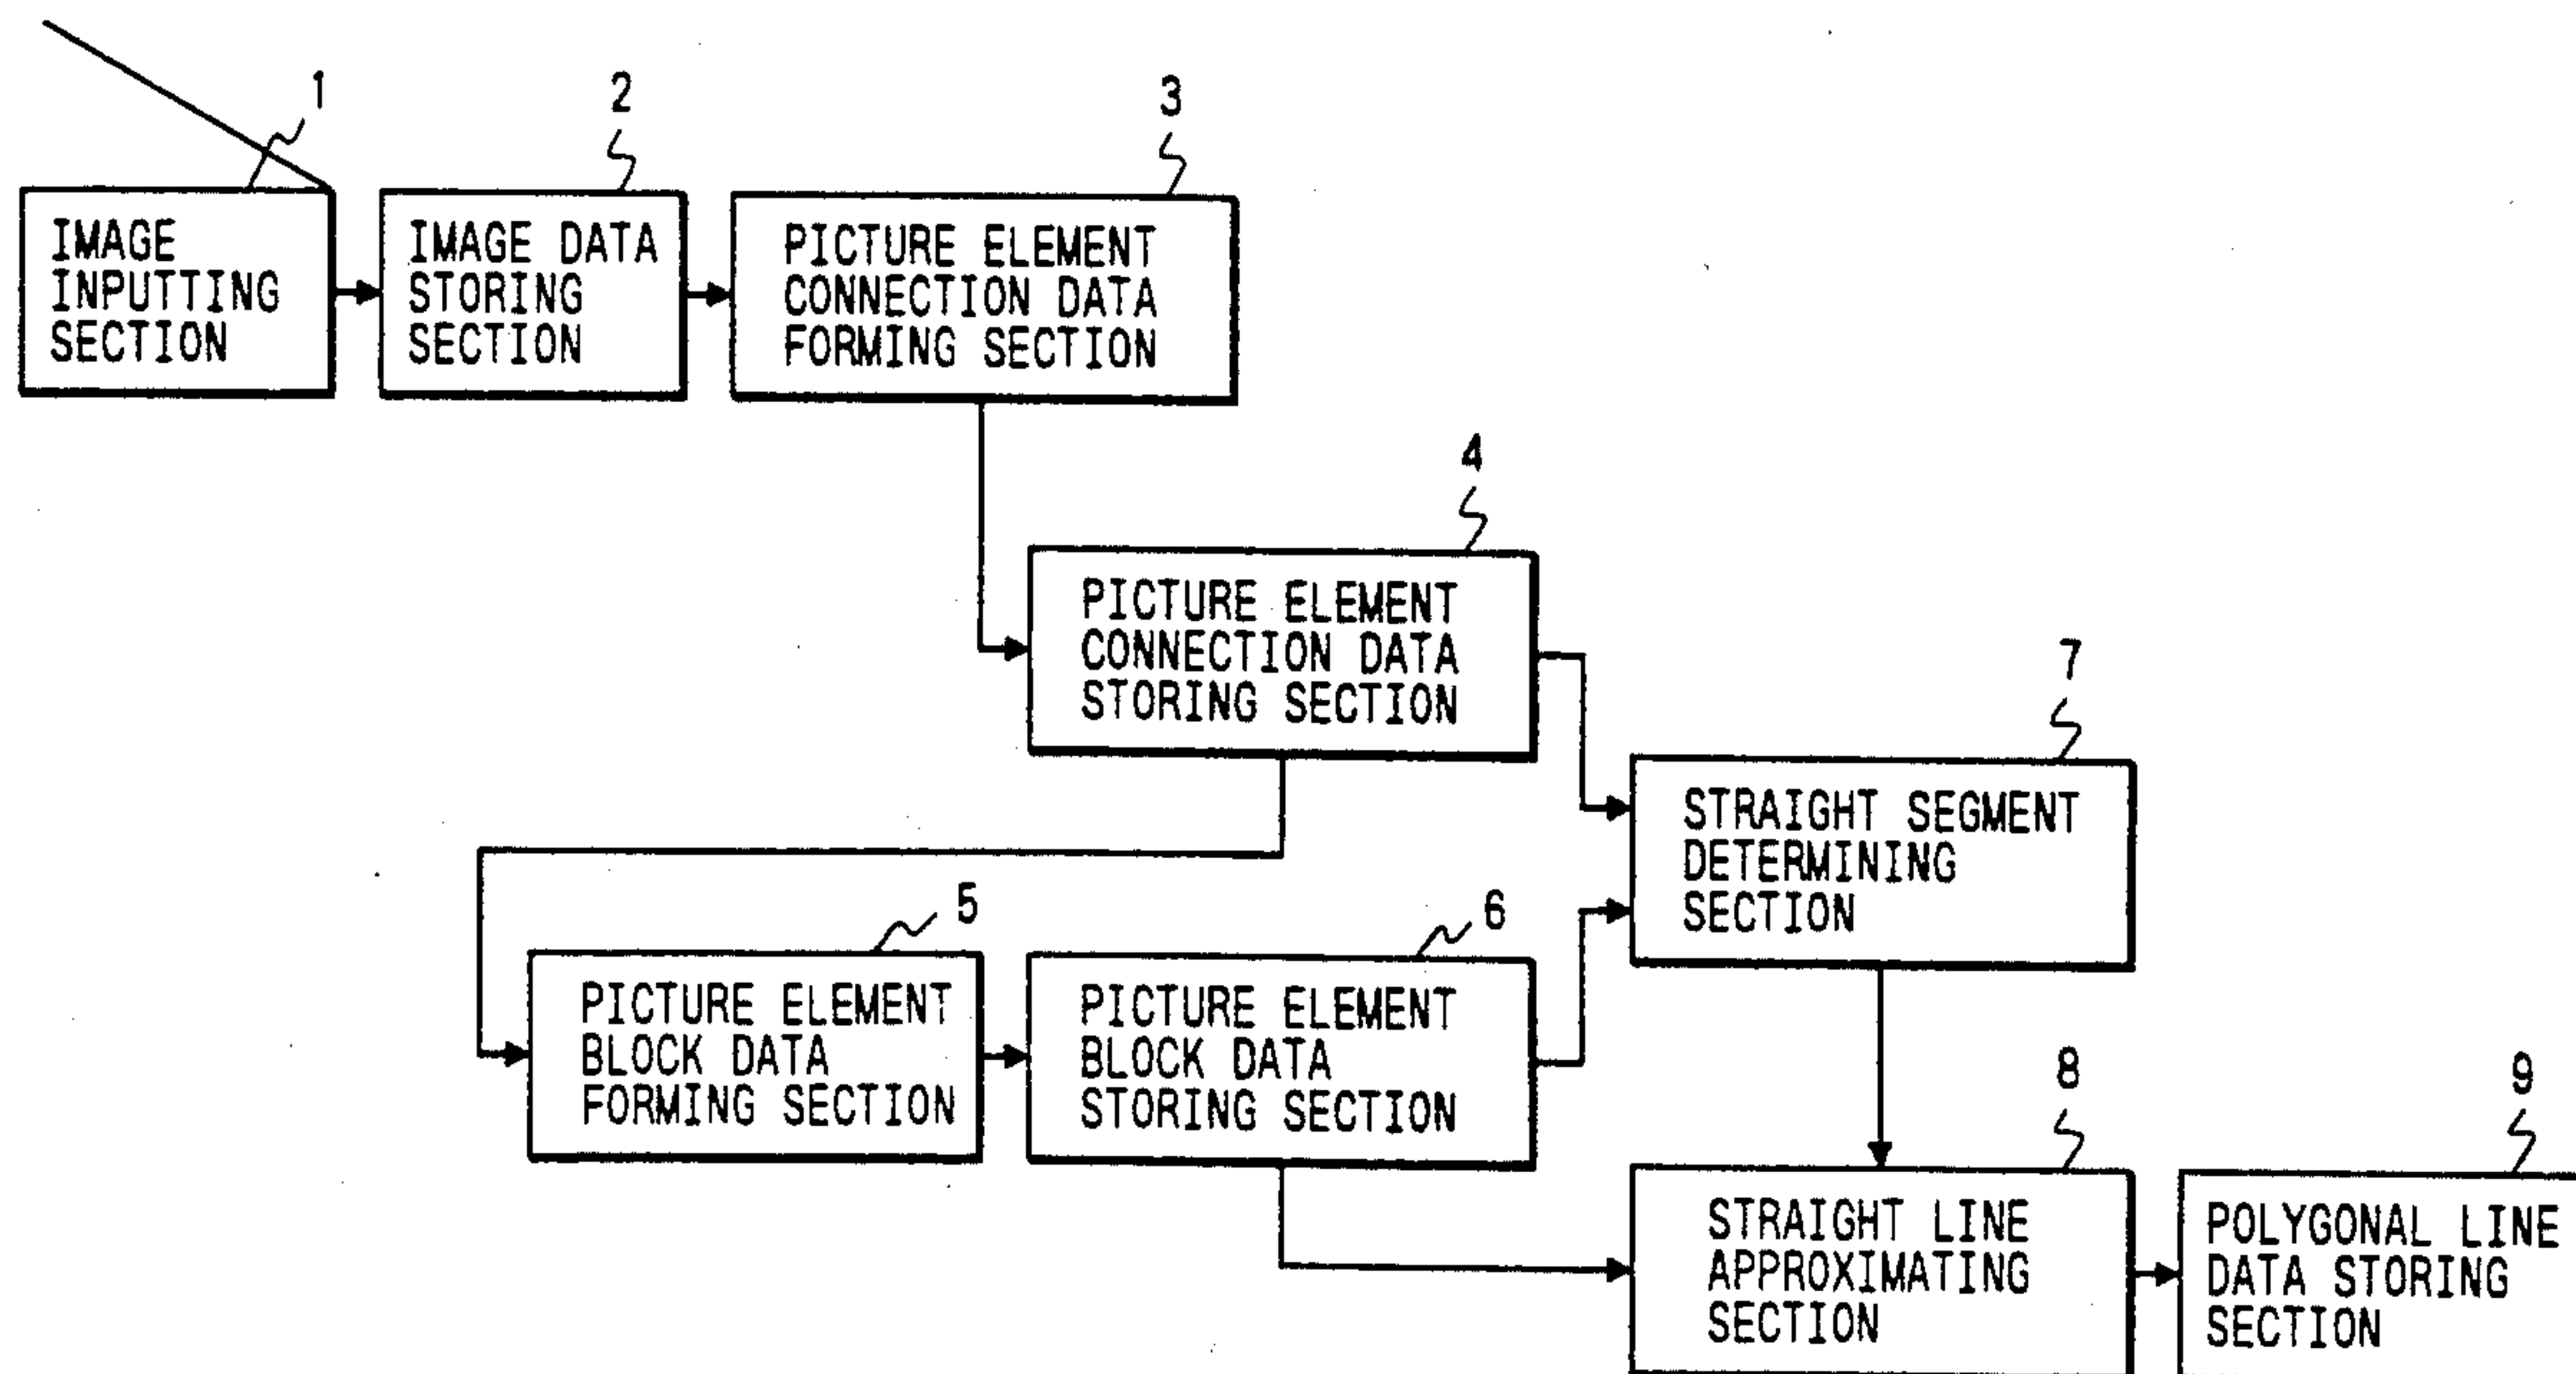 1
2
3
IMAGE
INPUTTING
SECTION
IMAGE DATA
STORING
SECTION
PICTURE ELEMENT
CONNECTION DATA
FORMING SECTION
4
PICTURE ELEMENT
CONNECTION DATA
STORING SECTION
7
STRAIGHT SEGMENT
DETERMINING
SECTION
5
PICTURE ELEMENT
BLOCK DATA
FORMING SECTION
6
PICTURE ELEMENT
BLOCK DATA
STORING SECTION
8
STRAIGHT LINE
APPROXIMATING
SECTION
9
POLYGONAL LINE
DATA STORING
SECTION